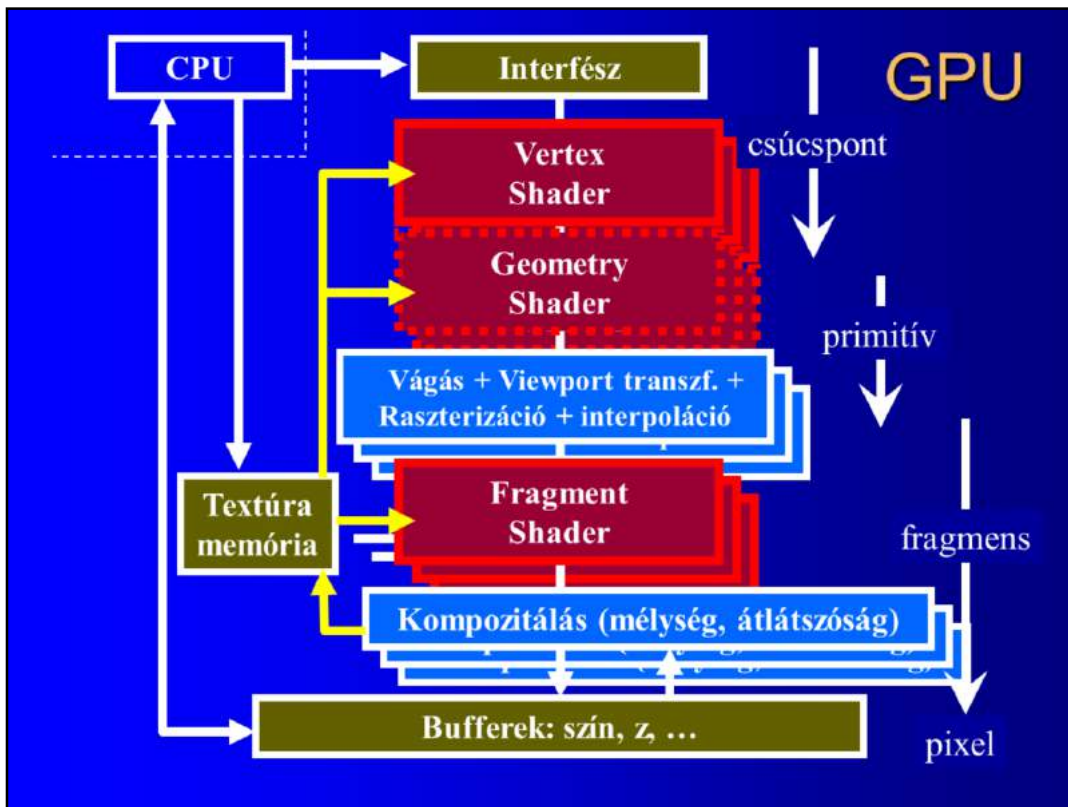 CPU
Interfész
GPU
Vertex
Shader
csúcspont
Geometry
Shader
primitív
Vágás + Viewport transzf. +
Raszterizáció + interpoláció
Textúra
memória
Fragment
Shader
fragmens
Kompozitálás (mélység, átlátszóság)
Bufferek: szín, z, …
pixel